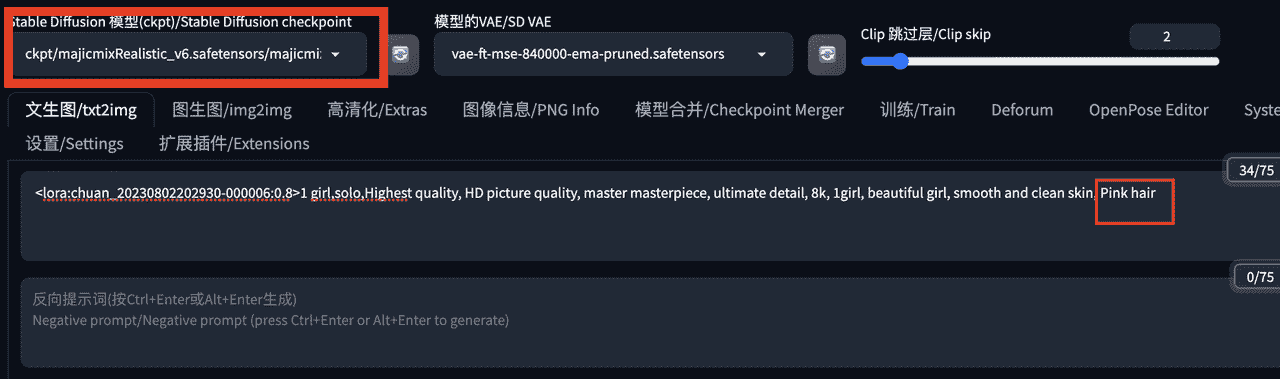 Stable Diffusion 模型(ckpt)/Stable Diffusion checkpoint
模型的VAE/SD VAE
Clip 跳过层/Clip skip
2
ckpt/majicmixRealistic_v6.safetensors/majicmi:
vae-ft-mse-840000-ema-pruned.safetensors
文生图/txt2img 图生图/img2img 高清化/Extras 图像信息/PNG Info 模型合并/Checkpoint Merger 训练/Train Deforum OpenPose Editor Syste
设置/Settings 扩展插件/Extensions
34/75
<lora:chuan_20230802202930-000006:0.8>1 girl,solo,Highest quality, HD picture quality, master masterpiece, ultimate detail, 8k, 1girl, beautiful girl, smooth and clean skin, Pink hair
0/75
反向提示词(按Ctrl+Enter或Alt+Enter生成)
Negative prompt/Negative prompt (press Ctrl+Enter or Alt+Enter to generate)